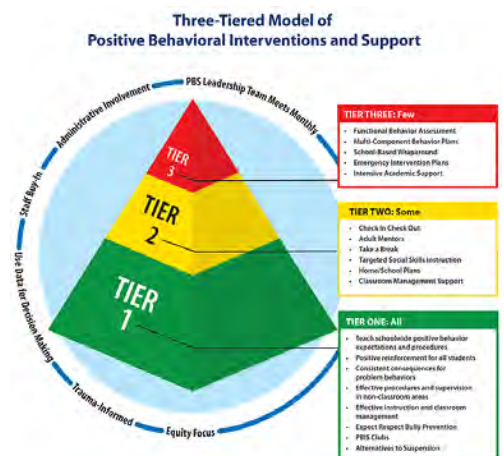 Three-Tiered Model of
Positive Behavioral Interventions and Support
PBS Leadership Team Meets Monthly
Administrative Involvement
Staff Buy-In
Use Data for Decision Making
Trauma-Informed
Equity Focus
TIER
3
TIER
2
TIER
1
TIER THREE: Few
• Functional Behavior Assessment
• Multi-Component Behavior Plans
• School-Based Wraparound
• Emergency Intervention Plans
• Intensive Academic Support
TIER TWO: Some
• Check In Check Out
• Adult Mentors
• Take a Break
• Targeted Social Skills Instruction
• Home/School Plans
• Classroom Management Support
TIER ONE: All
• Teach schoolwide positive behavior
expectations and procedures
• Positive reinforcement for all students
• Consistent consequences for
problem behaviors
• Effective procedures and supervision
in non-classroom areas
• Effective instruction and classroom
management
• Expect Respect Bully Prevention
• PBIS Clubs
• Alternatives to Suspension